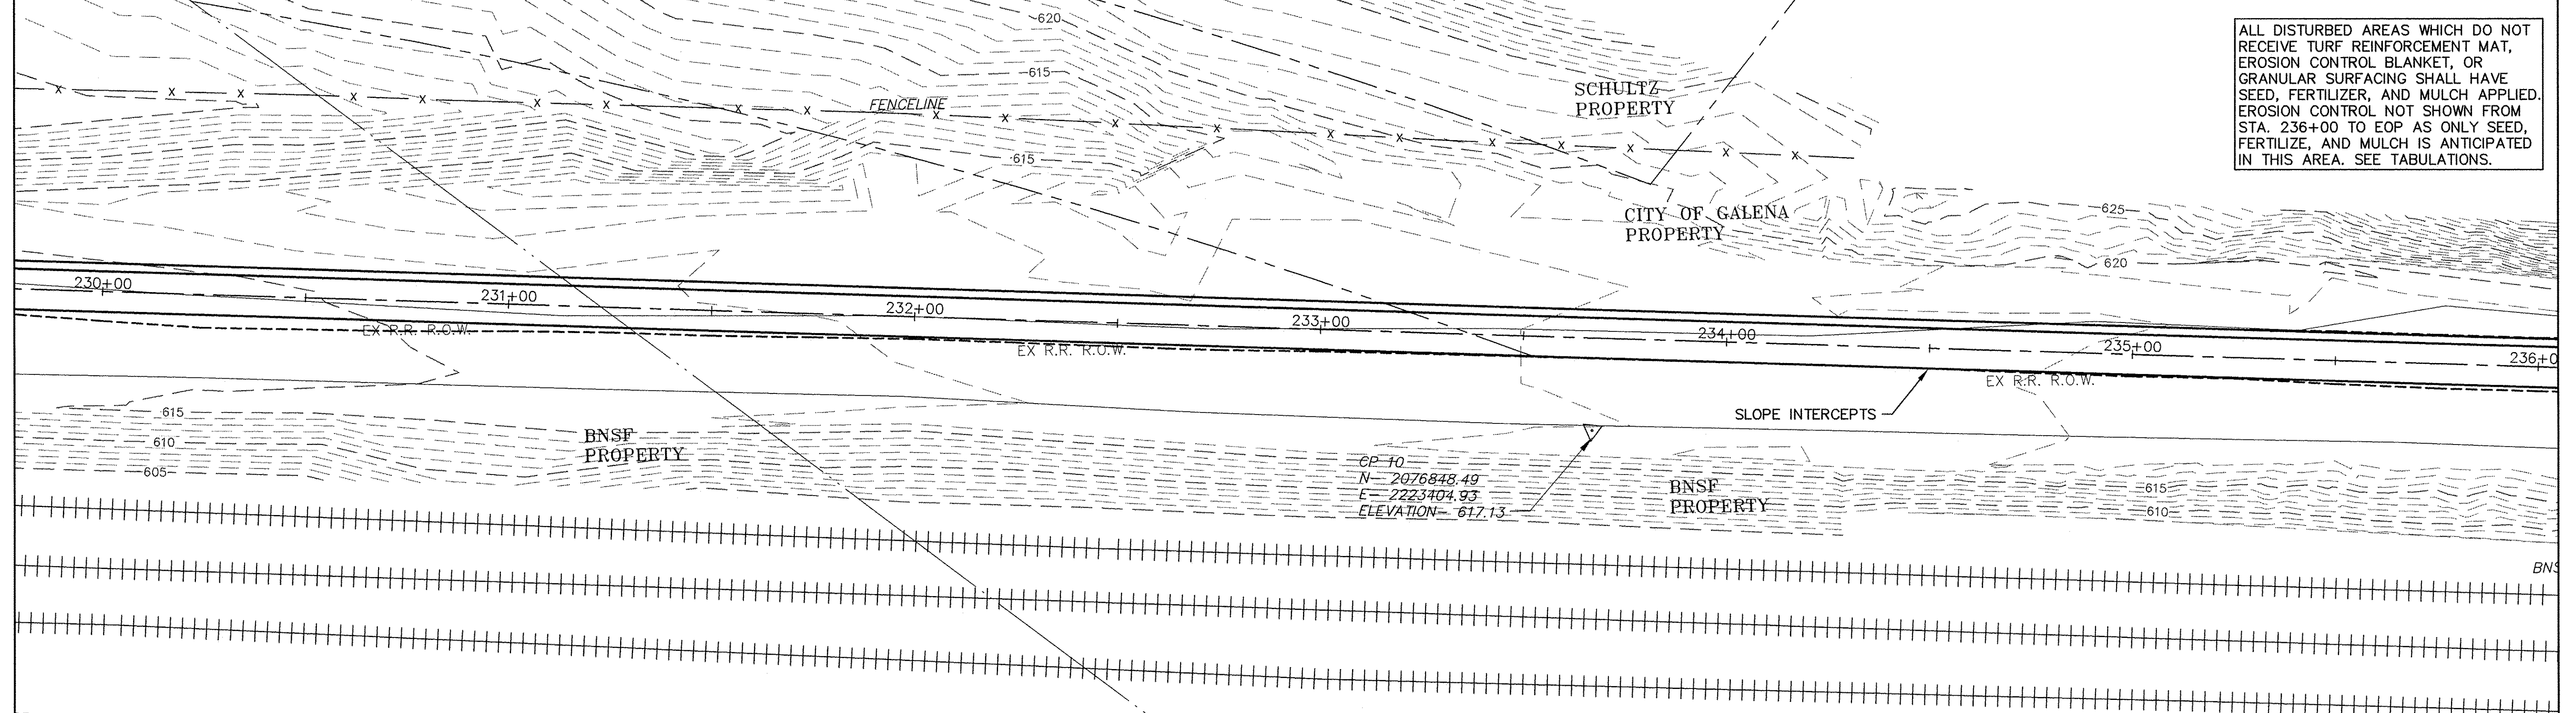 620
615
FENCELINE
615
SCHULTZ
PROPERTY
ALL DISTURBED AREAS WHICH DO NOT
RECEIVE TURF REINFORCEMENT MAT,
EROSION CONTROL BLANKET, OR
GRANULAR SURFACING SHALL HAVE
SEED, FERTILIZER, AND MULCH APPLIED.
EROSION CONTROL NOT SHOWN FROM
STA. 236+00 TO EOP AS ONLY SEED,
FERTILIZE, AND MULCH IS ANTICIPATED
IN THIS AREA. SEE TABULATIONS.
CITY OF GALENA
PROPERTY
625
620
230+00
231+00
232+00
233+00
234+00
235+00
236+0
EX R.R. R.O.W.
EX R.R. R.O.W.
EX R.R. R.O.W.
SLOPE INTERCEPTS
615
610
605
BNSF
PROPERTY
CP 10
N- 2076848.49
E- 2223404.93
ELEVATION- 617.13
BNSF
PROPERTY
615
610
BNS